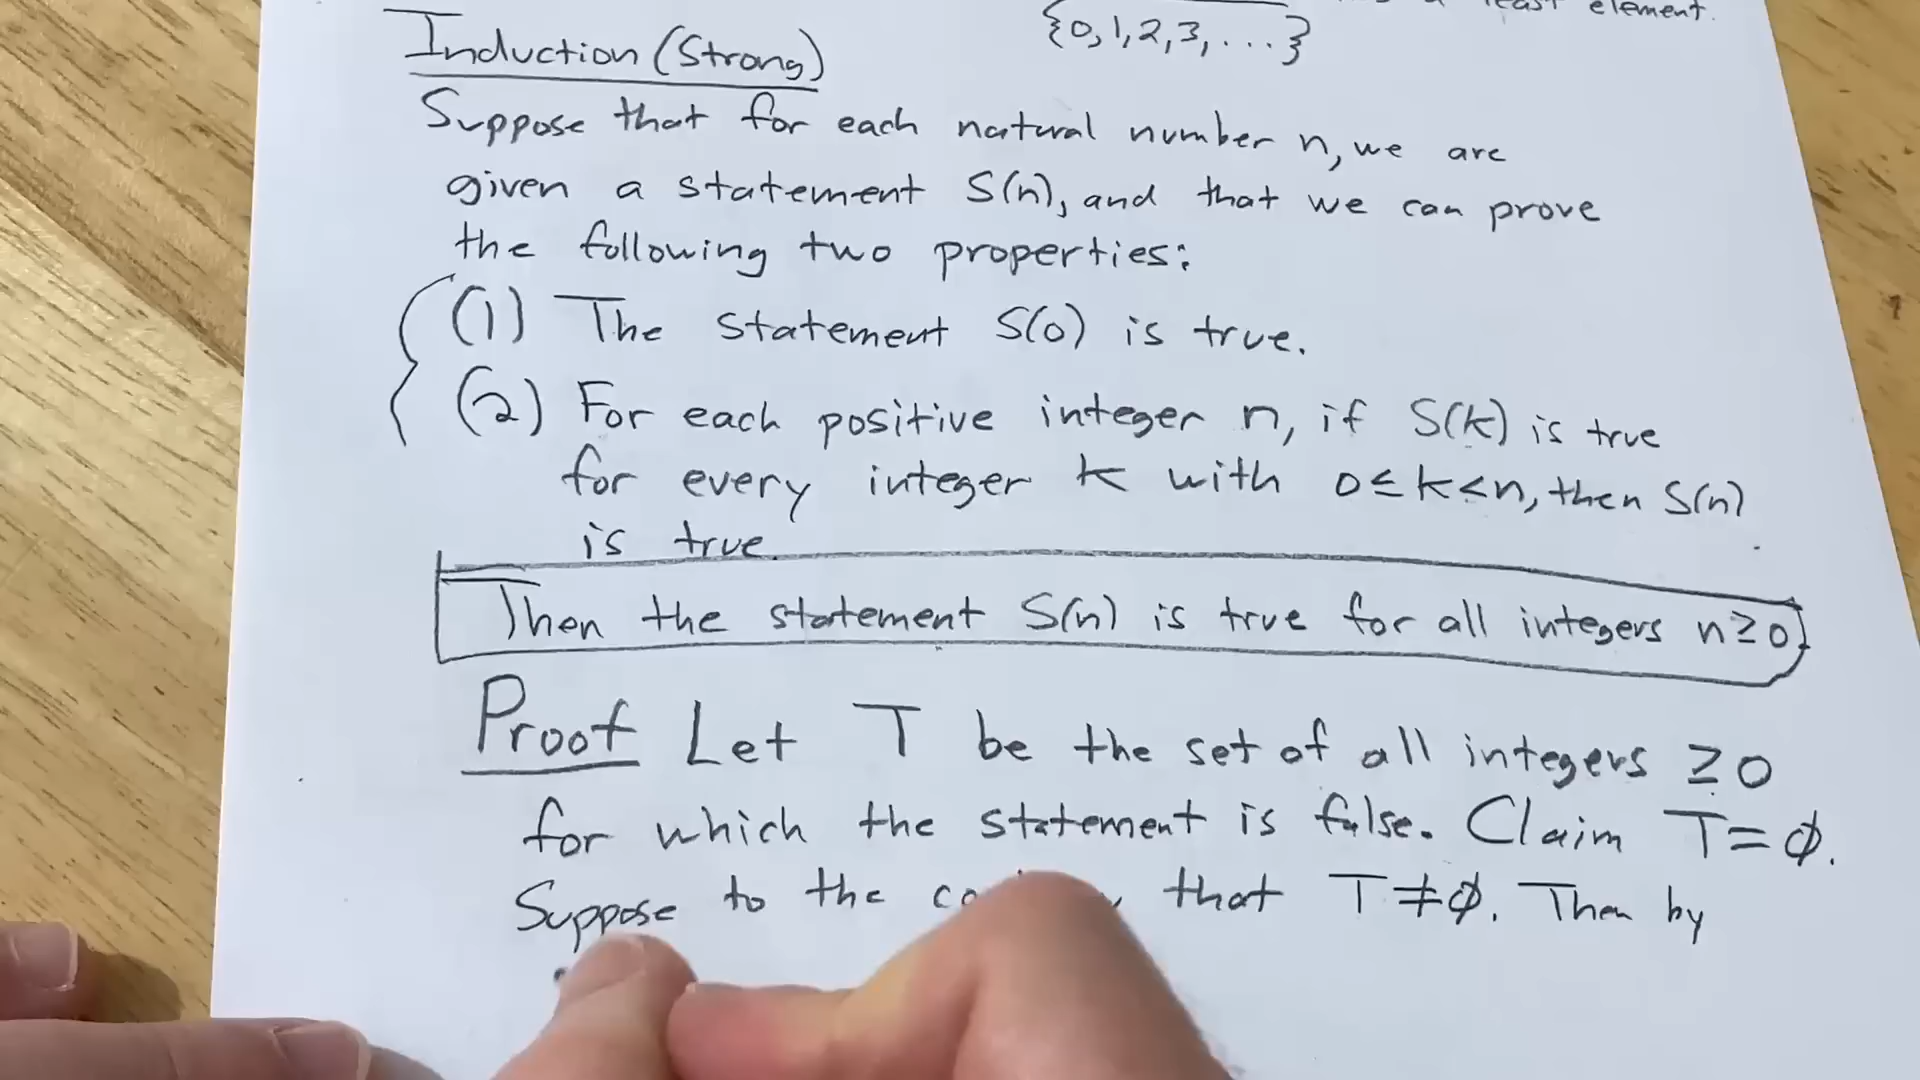 least element.
{0,1,2,3,...}
Induction (Strong)
Suppose that for each natural number n, we are
given a statement S(n), and that we can prove
the following two properties:
(1) The statement S(0) is true.
(2) For each positive integer n, if S(k) is true
for every integer k with 0≤k<n, then S(n)
is true.
Then the statement S(n) is true for all integers n≥0.
Proof Let T be the set of all integers ≥0
for which the statement is false. Claim T=∅.
Suppose to the that T≠∅. Then by